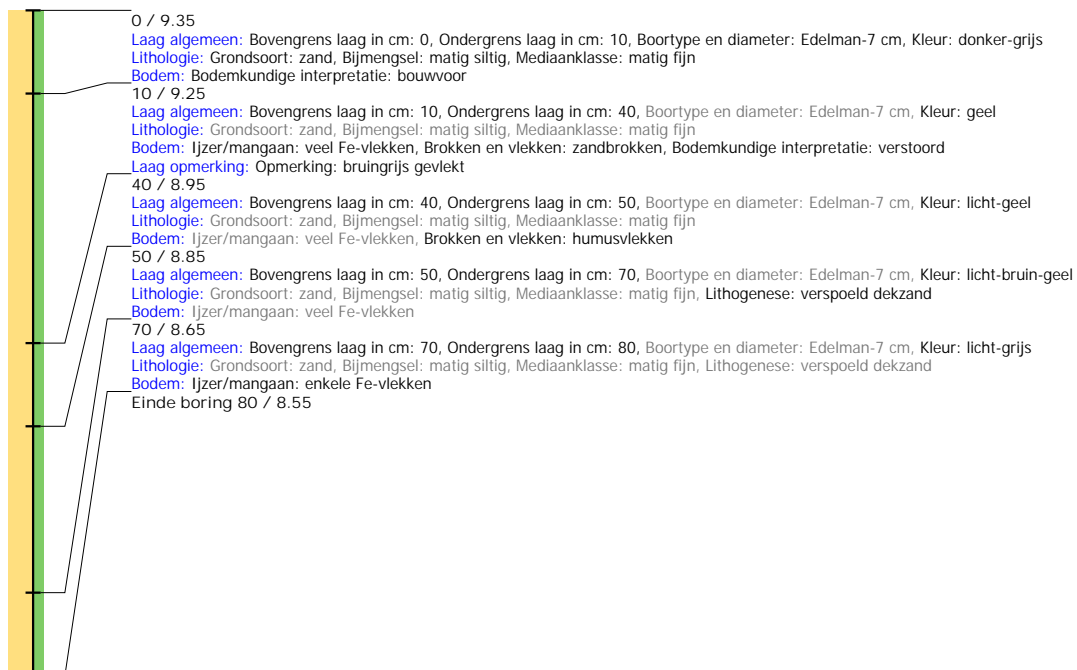 0 / 9.35
Laag algemeen: Bovengrens laag in cm: 0, Ondergrens laag in cm: 10, Boortype en diameter: Edelman-7 cm, Kleur: donker-grijs
Lithologie: Grondsoort: zand, Bijmengsel: matig siltig, Mediaanklasse: matig fijn
Bodem: Bodemkundige interpretatie: bouwvoor
10 / 9.25
Laag algemeen: Bovengrens laag in cm: 10, Ondergrens laag in cm: 40, Boortype en diameter: Edelman-7 cm, Kleur: geel
Lithologie: Grondsoort: zand, Bijmengsel: matig siltig, Mediaanklasse: matig fijn
Bodem: Ijzer/mangaan: veel Fe-vlekken, Brokken en vlekken: zandbrokken, Bodemkundige interpretatie: verstoord
Laag opmerking: Opmerking: bruingrijs gevlekt
40 / 8.95
Laag algemeen: Bovengrens laag in cm: 40, Ondergrens laag in cm: 50, Boortype en diameter: Edelman-7 cm, Kleur: licht-geel
Lithologie: Grondsoort: zand, Bijmengsel: matig siltig, Mediaanklasse: matig fijn
Bodem: Ijzer/mangaan: veel Fe-vlekken, Brokken en vlekken: humusvlekken
50 / 8.85
Laag algemeen: Bovengrens laag in cm: 50, Ondergrens laag in cm: 70, Boortype en diameter: Edelman-7 cm, Kleur: licht-bruin-geel
Lithologie: Grondsoort: zand, Bijmengsel: matig siltig, Mediaanklasse: matig fijn, Lithogenese: verspoeld dekzand
Bodem: Ijzer/mangaan: veel Fe-vlekken
70 / 8.65
Laag algemeen: Bovengrens laag in cm: 70, Ondergrens laag in cm: 80, Boortype en diameter: Edelman-7 cm, Kleur: licht-grijs
Lithologie: Grondsoort: zand, Bijmengsel: matig siltig, Mediaanklasse: matig fijn, Lithogenese: verspoeld dekzand
Bodem: Ijzer/mangaan: enkele Fe-vlekken
Einde boring 80 / 8.55